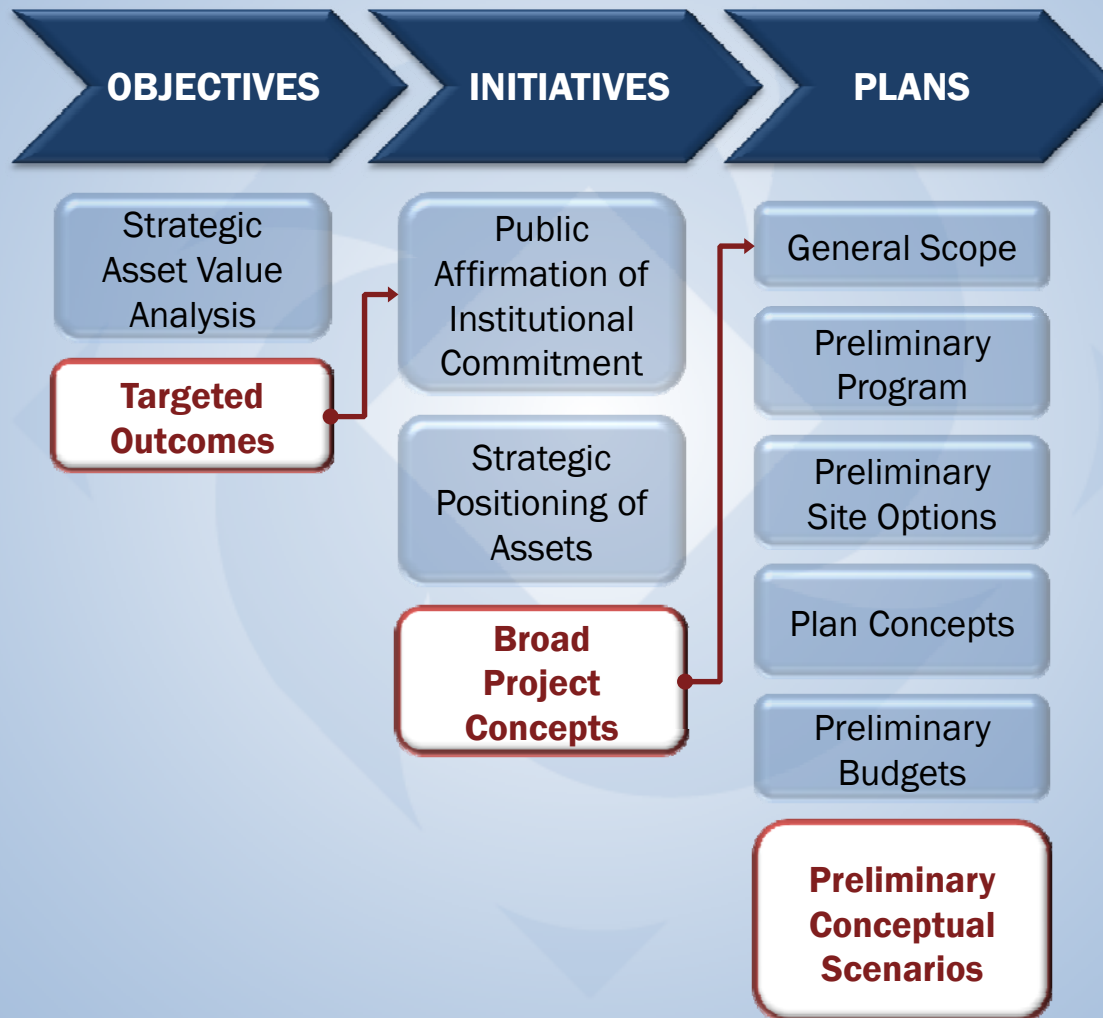 OBJECTIVES
INITIATIVES
PLANS
Strategic
Asset Value
Analysis
Targeted
Outcomes
Public
Affirmation of
Institutional
Commitment
Strategic
Positioning of
Assets
Broad
Project
Concepts
General Scope
Preliminary
Program
Preliminary
Site Options
Plan Concepts
Preliminary
Budgets
Preliminary
Conceptual
Scenarios